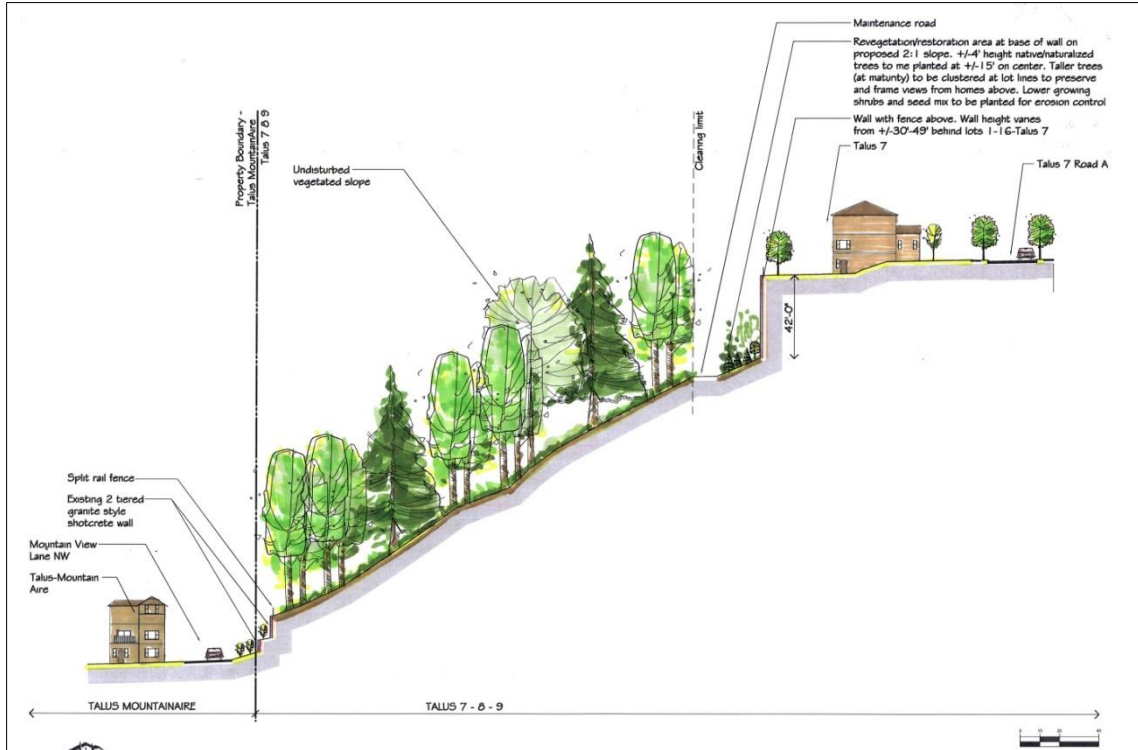 Maintenance road
Revegetation/restoration area at base of wall on
proposed 2:1 slope. +/-4' height native/naturalized
trees to me planted at +/-15' on center. Taller trees
(at maturity) to be clustered at lot lines to preserve
and frame views from homes above. Lower growing
shrubs and seed mix to be planted for erosion control
Wall with fence above. Wall height varies
from +/-30'-49' behind lots 1-16-Talus 7
Talus 7
Talus 7 Road A
Property Boundary -
Talus MountainAire
Talus 7 8 9
Clearing limit
Undisturbed
vegetated slope
42'-0"
Split rail fence
Existing 2 tiered
granite style
shotcrete wall
Mountain View
Lane NW
Talus-Mountain
Aire
TALUS MOUNTAINAIRE
TALUS 7 - 8 - 9